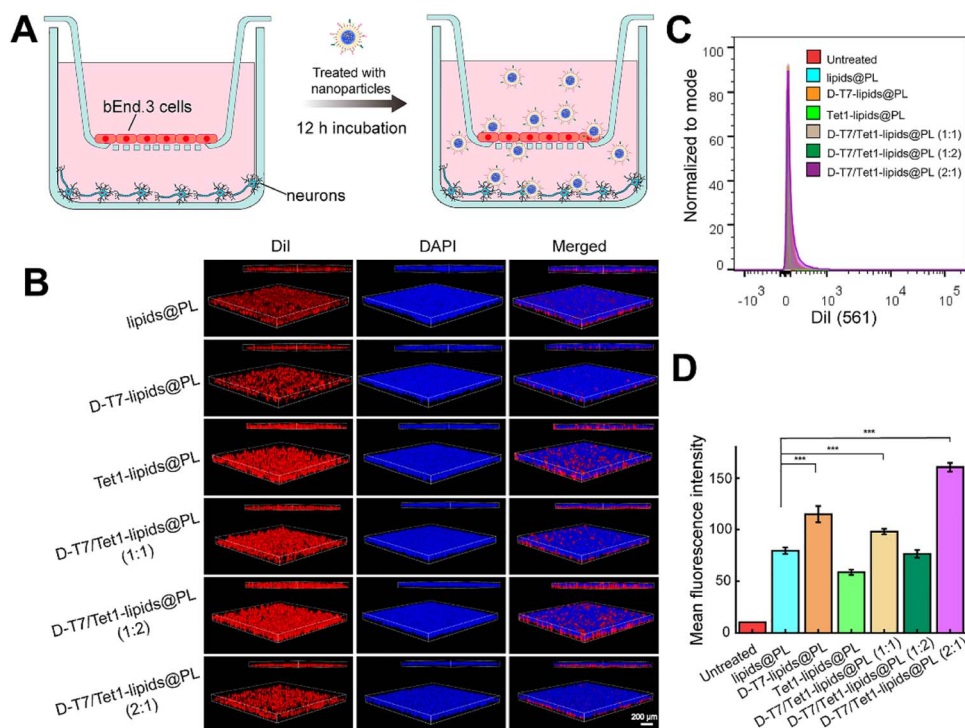 A
bEnd.3 cells
neurons
Treated with
nanoparticles
12 h incubation
B
DiI
DAPI
Merged
lipids@PL
D-T7-lipids@PL
Tet1-lipids@PL
D-T7/Tet1-lipids@PL
(1:1)
D-T7/Tet1-lipids@PL
(1:2)
D-T7/Tet1-lipids@PL
(2:1)
200 μm
C
Normalized to mode
100
80
60
40
20
0
-10³
0
10³
10⁴
10⁵
DiI (561)
Untreated
lipids@PL
D-T7-lipids@PL
Tet1-lipids@PL
D-T7/Tet1-lipids@PL (1:1)
D-T7/Tet1-lipids@PL (1:2)
D-T7/Tet1-lipids@PL (2:1)
D
Mean fluorescence intensity
150
100
50
0
***
***
***
Untreated
lipids@PL
D-T7-lipids@PL
Tet1-lipids@PL
D-T7/Tet1-lipids@PL (1:1)
D-T7/Tet1-lipids@PL (1:2)
D-T7/Tet1-lipids@PL (2:1)